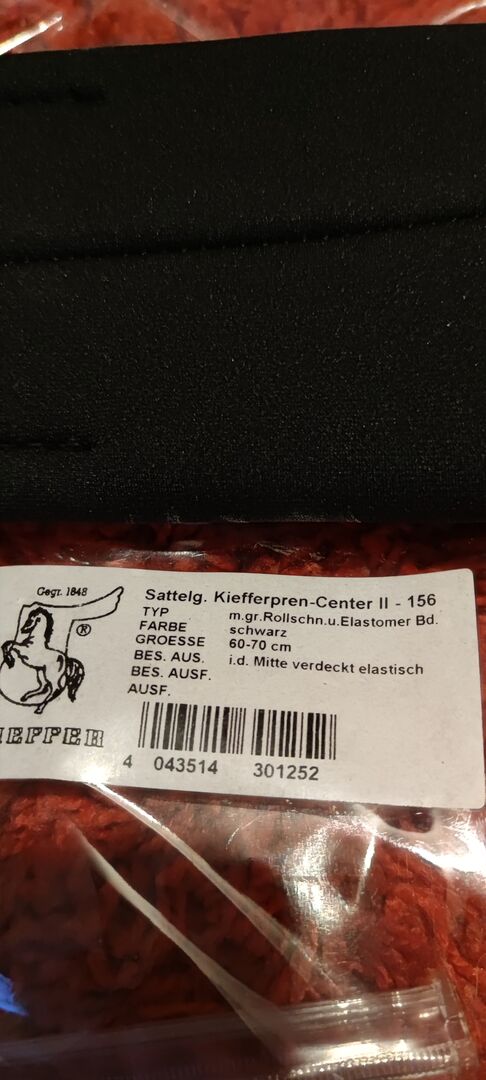 Gegr. 1848
Sattelg. Kiefferpren-Center II - 156
TYP m.gr.Rollschn.u.Elastomer Bd.
FARBE schwarz
GROESSE 60-70 cm
BES. AUS. i.d. Mitte verdeckt elastisch
BES. AUSF.
AUSF.
®
IEFFER
4 043514 301252